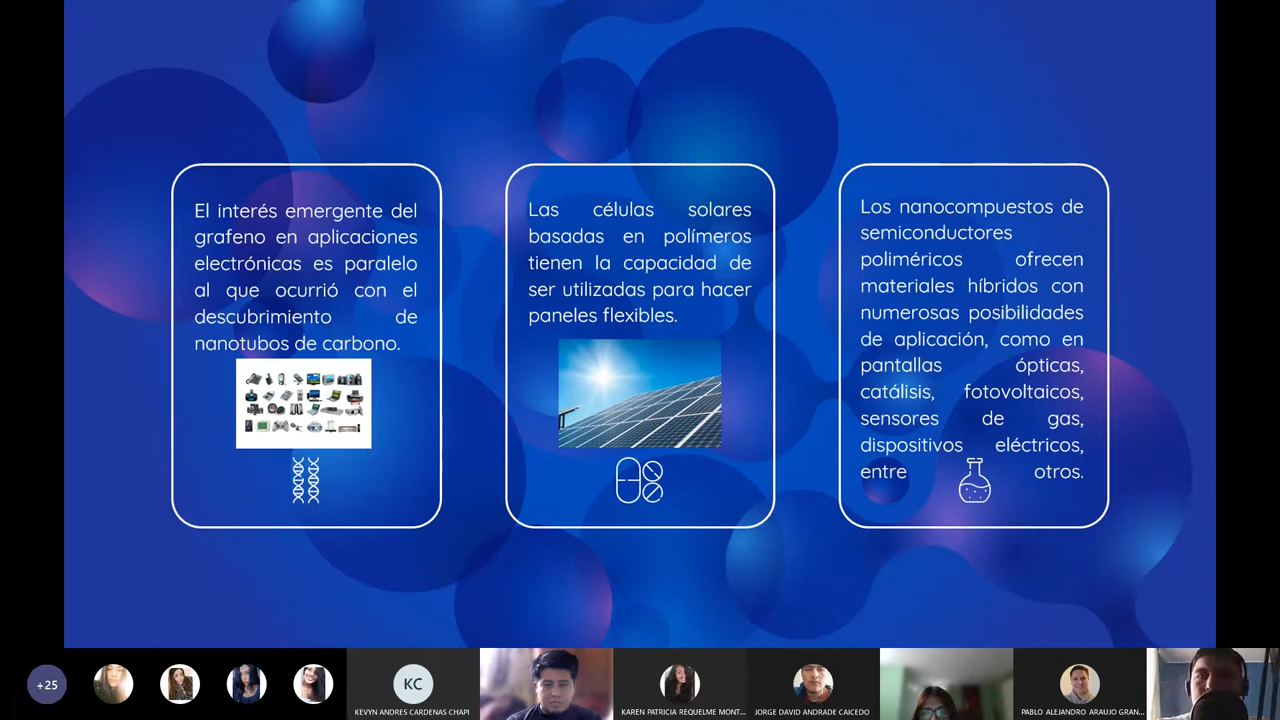 El interés emergente del
grafeno en aplicaciones
electrónicas es paralelo
al que ocurrió con el
descubrimiento de
nanotubos de carbono.
Las células solares
basadas en polímeros
tienen la capacidad de
ser utilizadas para hacer
paneles flexibles.
Los nanocompuestos de
semiconductores
poliméricos ofrecen
materiales híbridos con
numerosas posibilidades
de aplicación, como en
pantallas ópticas,
catálisis, fotovoltaicos,
sensores de gas,
dispositivos eléctricos,
entre otros.
+25
KC
KEVYN ANDRES CARDENAS CHAPI
KAREN PATRICIA REQUELME MONT...
JORGE DAVID ANDRADE CAICEDO
PABLO ALEJANDRO ARAUJO GRAN...